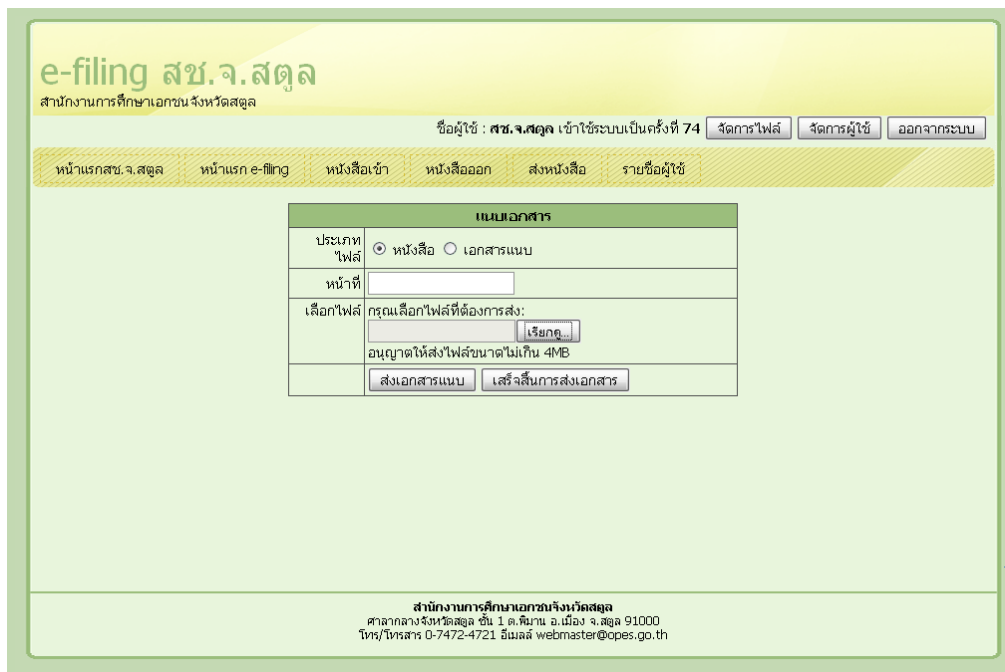 e-filing สช.จ.สตูล
สำนักงานการศึกษาเอกชนจังหวัดสตูล
ชื่อผู้ใช้ : สช.จ.สตูล เข้าใช้ระบบเป็นครั้งที่ 74 จัดการไฟล์ จัดการผู้ใช้ ออกจากระบบ
หน้าแรกสช.จ.สตูล หน้าแรก e-filing หนังสือเข้า หนังสือออก ส่งหนังสือ รายชื่อผู้ใช้
แนบเอกสาร
ประเภท
ไฟล์ หนังสือ เอกสารแนบ
หน้าที่
เลือกไฟล์ กรุณเลือกไฟล์ที่ต้องการส่ง:
เรียกดู...
อนุญาตให้ส่งไฟล์ขนาดไม่เกิน 4MB
ส่งเอกสารแนบ เสร็จสิ้นการส่งเอกสาร
สำนักงานการศึกษาเอกชนจังหวัดสตูล
ศาลากลางจังหวัดสตูล ชั้น 1 ต.พิมาน อ.เมือง จ.สตูล 91000
โทร/โทรสาร 0-7472-4721 อีเมลล์ webmaster@opes.go.th